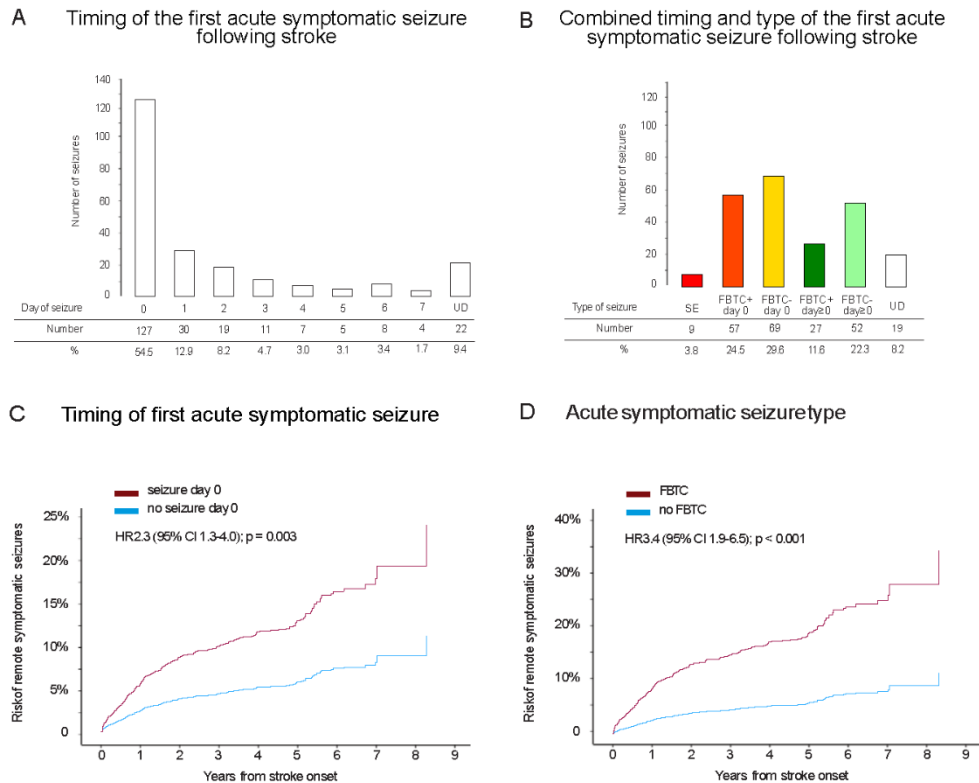 A Timing of the first acute symptomatic seizure
following stroke
140
120
100
80
60
40
20
0
Number of seizures
Day of seizure 0 1 2 3 4 5 6 7 UD
Number 127 30 19 11 7 5 8 4 22
% 54.5 12.9 8.2 4.7 3.0 3.1 3.4 1.7 9.4
B Combined timing and type of the first acute
symptomatic seizure following stroke
120
100
80
60
40
20
0
Number of seizures
Type of seizure SE FBTC+ FBTC- FBTC+ FBTC- UD
day 0 day 0 day≥0 day≥0
Number 9 57 69 27 52 19
% 3.8 24.5 29.6 11.6 22.3 8.2
C Timing of first acute symptomatic seizure
seizure day 0
no seizure day 0
HR2.3 (95% CI 1.3-4.0); p = 0.003
25%
20%
15%
10%
5%
0
Risk of remote symptomatic seizures
0 1 2 3 4 5 6 7 8 9
Years from stroke onset
D Acute symptomatic seizure type
FBTC
no FBTC
HR3.4 (95% CI 1.9-6.5); p < 0.001
40%
30%
20%
10%
0
Risk of remote symptomatic seizures
0 1 2 3 4 5 6 7 8 9
Years from stroke onset